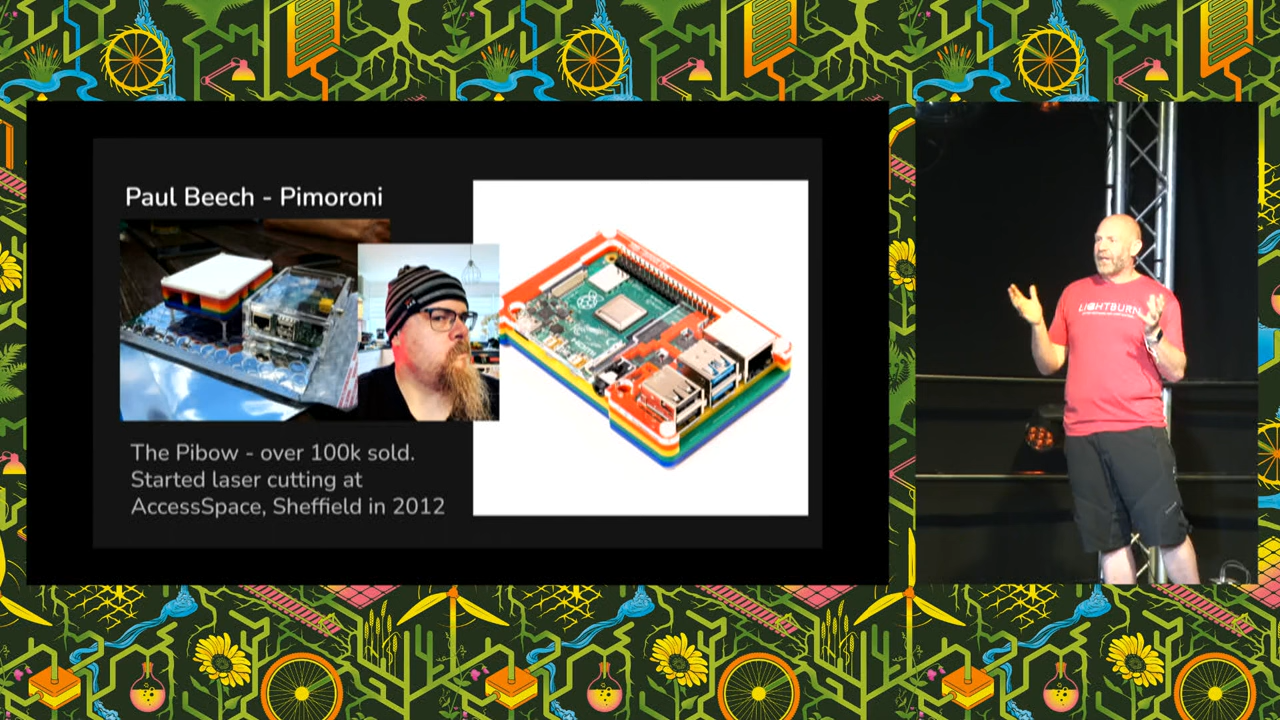 Paul Beech - Pimoroni
The Pibow - over 100k sold.
Started laser cutting at
AccessSpace, Sheffield in 2012
LIGHTBURN